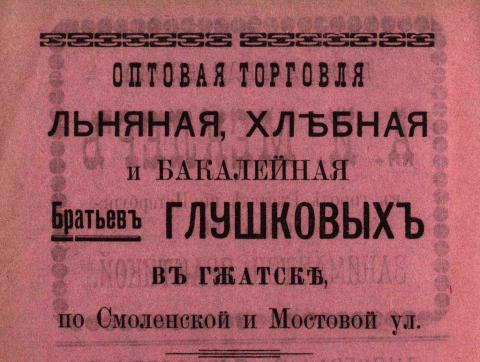 ОПТОВАЯ ТОРГОВЛЯ
ЛЬНЯНАЯ, ХЛѢБНАЯ
и БАКАЛЕЙНАЯ
Братьевъ ГЛУШКОВЫХЪ
ВЪ ГЖАТСКѢ,
по Смоленской и Мостовой ул.